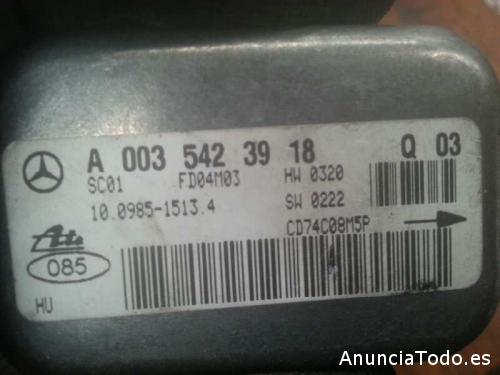 A 003 542 39 18 Q 03
SC01 FD04M03 HW 0320
10.0985-1513.4 SW 0222
CD74C08M5P
Ate
085
HU
AnunciaTodo.es